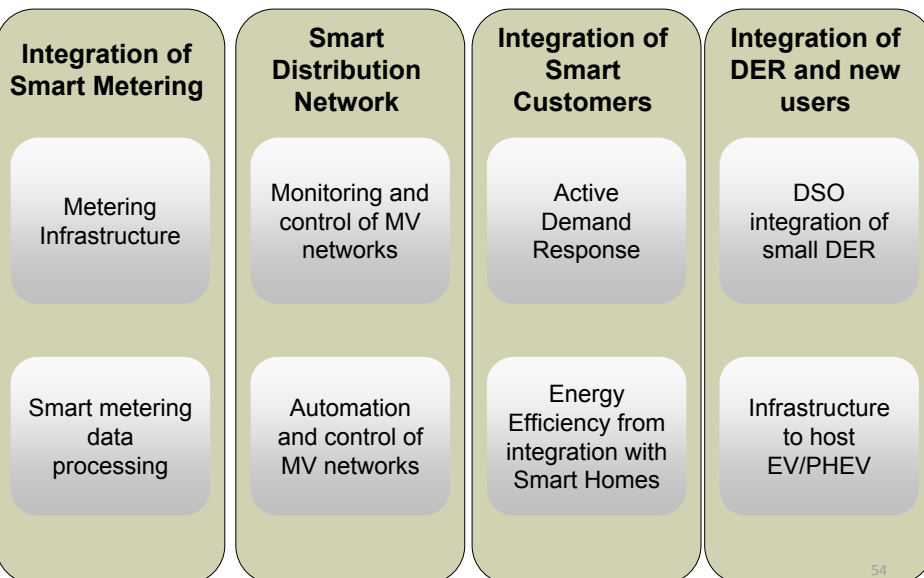 Integration of
Smart Metering
Metering
Infrastructure
Smart metering
data
processing
Smart
Distribution
Network
Monitoring and
control of MV
networks
Automation
and control of
MV networks
Integration of
Smart
Customers
Active
Demand
Response
Energy
Efficiency from
integration with
Smart Homes
Integration of
DER and new
users
DSO
integration of
small DER
Infrastructure
to host
EV/PHEV
54